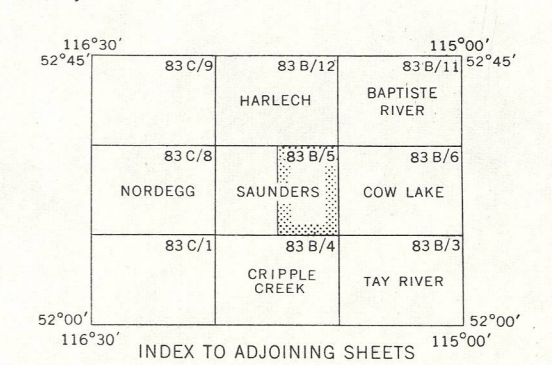 116°30′ 115°00′
52°45′ 83 C/9 83 B/12 83 B/11 52°45′
HARLECH BAPTISTE
RIVER
83 C/8 83 B/5 83 B/6
NORDEGG SAUNDERS COW LAKE
83 C/1 83 B/4 83 B/3
CRIPPLE
CREEK TAY RIVER
52°00′ 52°00′
116°30′ 115°00′
INDEX TO ADJOINING SHEETS